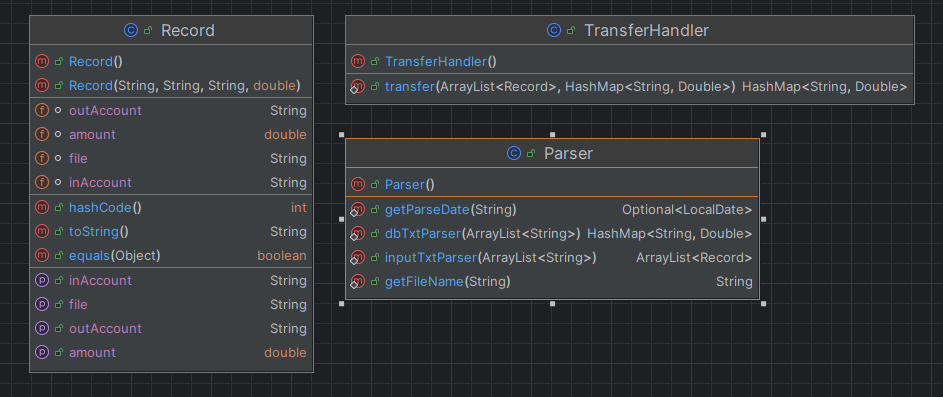 Record
Record()
Record(String, String, String, double)
outAccount String
amount double
file String
inAccount String
hashCode() int
toString() String
equals(Object) boolean
inAccount String
file String
outAccount String
amount double
TransferHandler
TransferHandler()
transfer(ArrayList<Record>, HashMap<String, Double>) HashMap<String, Double>
Parser
Parser()
getParseDate(String) Optional<LocalDate>
dbTxtParser(ArrayList<String>) HashMap<String, Double>
inputTxtParser(ArrayList<String>) ArrayList<Record>
getFileName(String) String